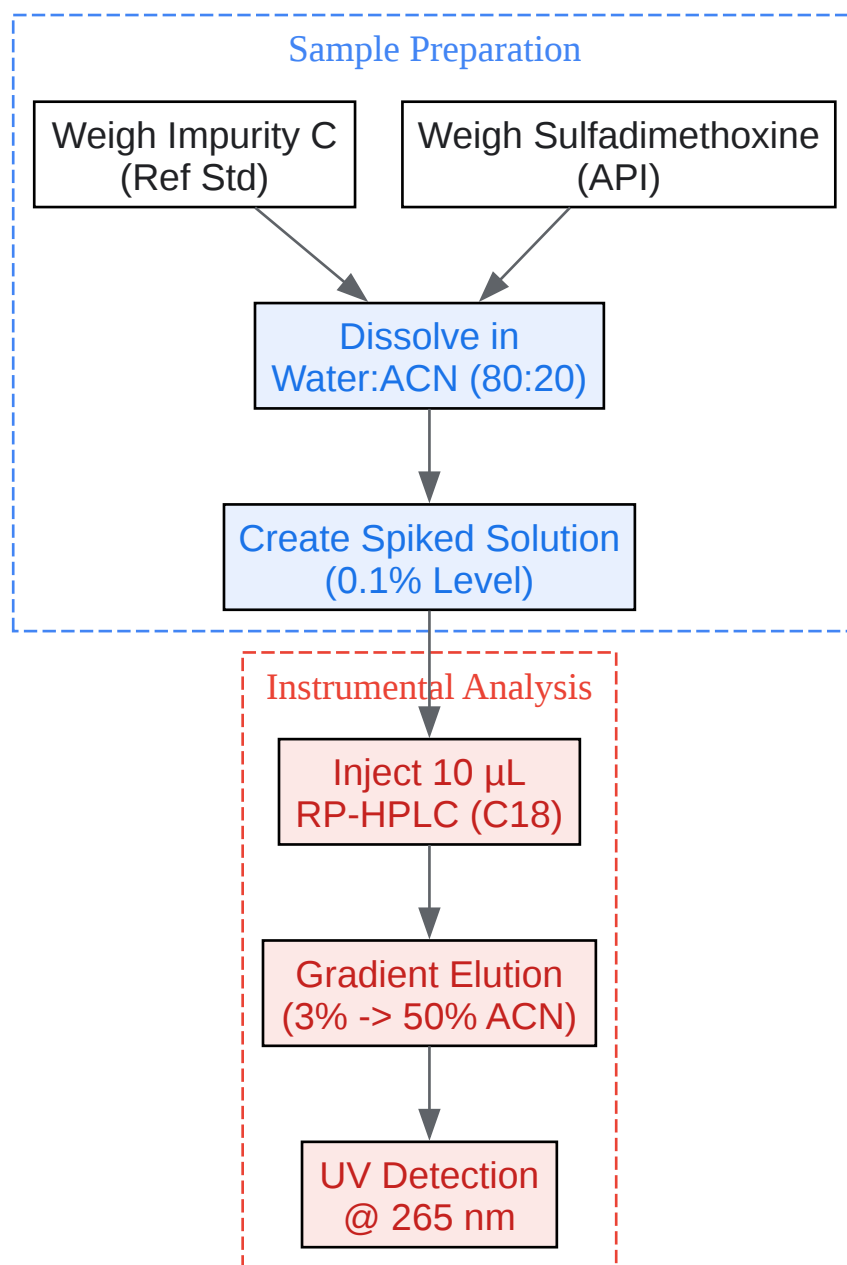 Sample Preparation
Weigh Impurity C
(Ref Std)
Weigh Sulfadimethoxine
(API)
Dissolve in
Water:ACN (80:20)
Create Spiked Solution
(0.1% Level)
Instrumental Analysis
Inject 10 µL
RP-HPLC (C18)
Gradient Elution
(3% -> 50% ACN)
UV Detection
@ 265 nm